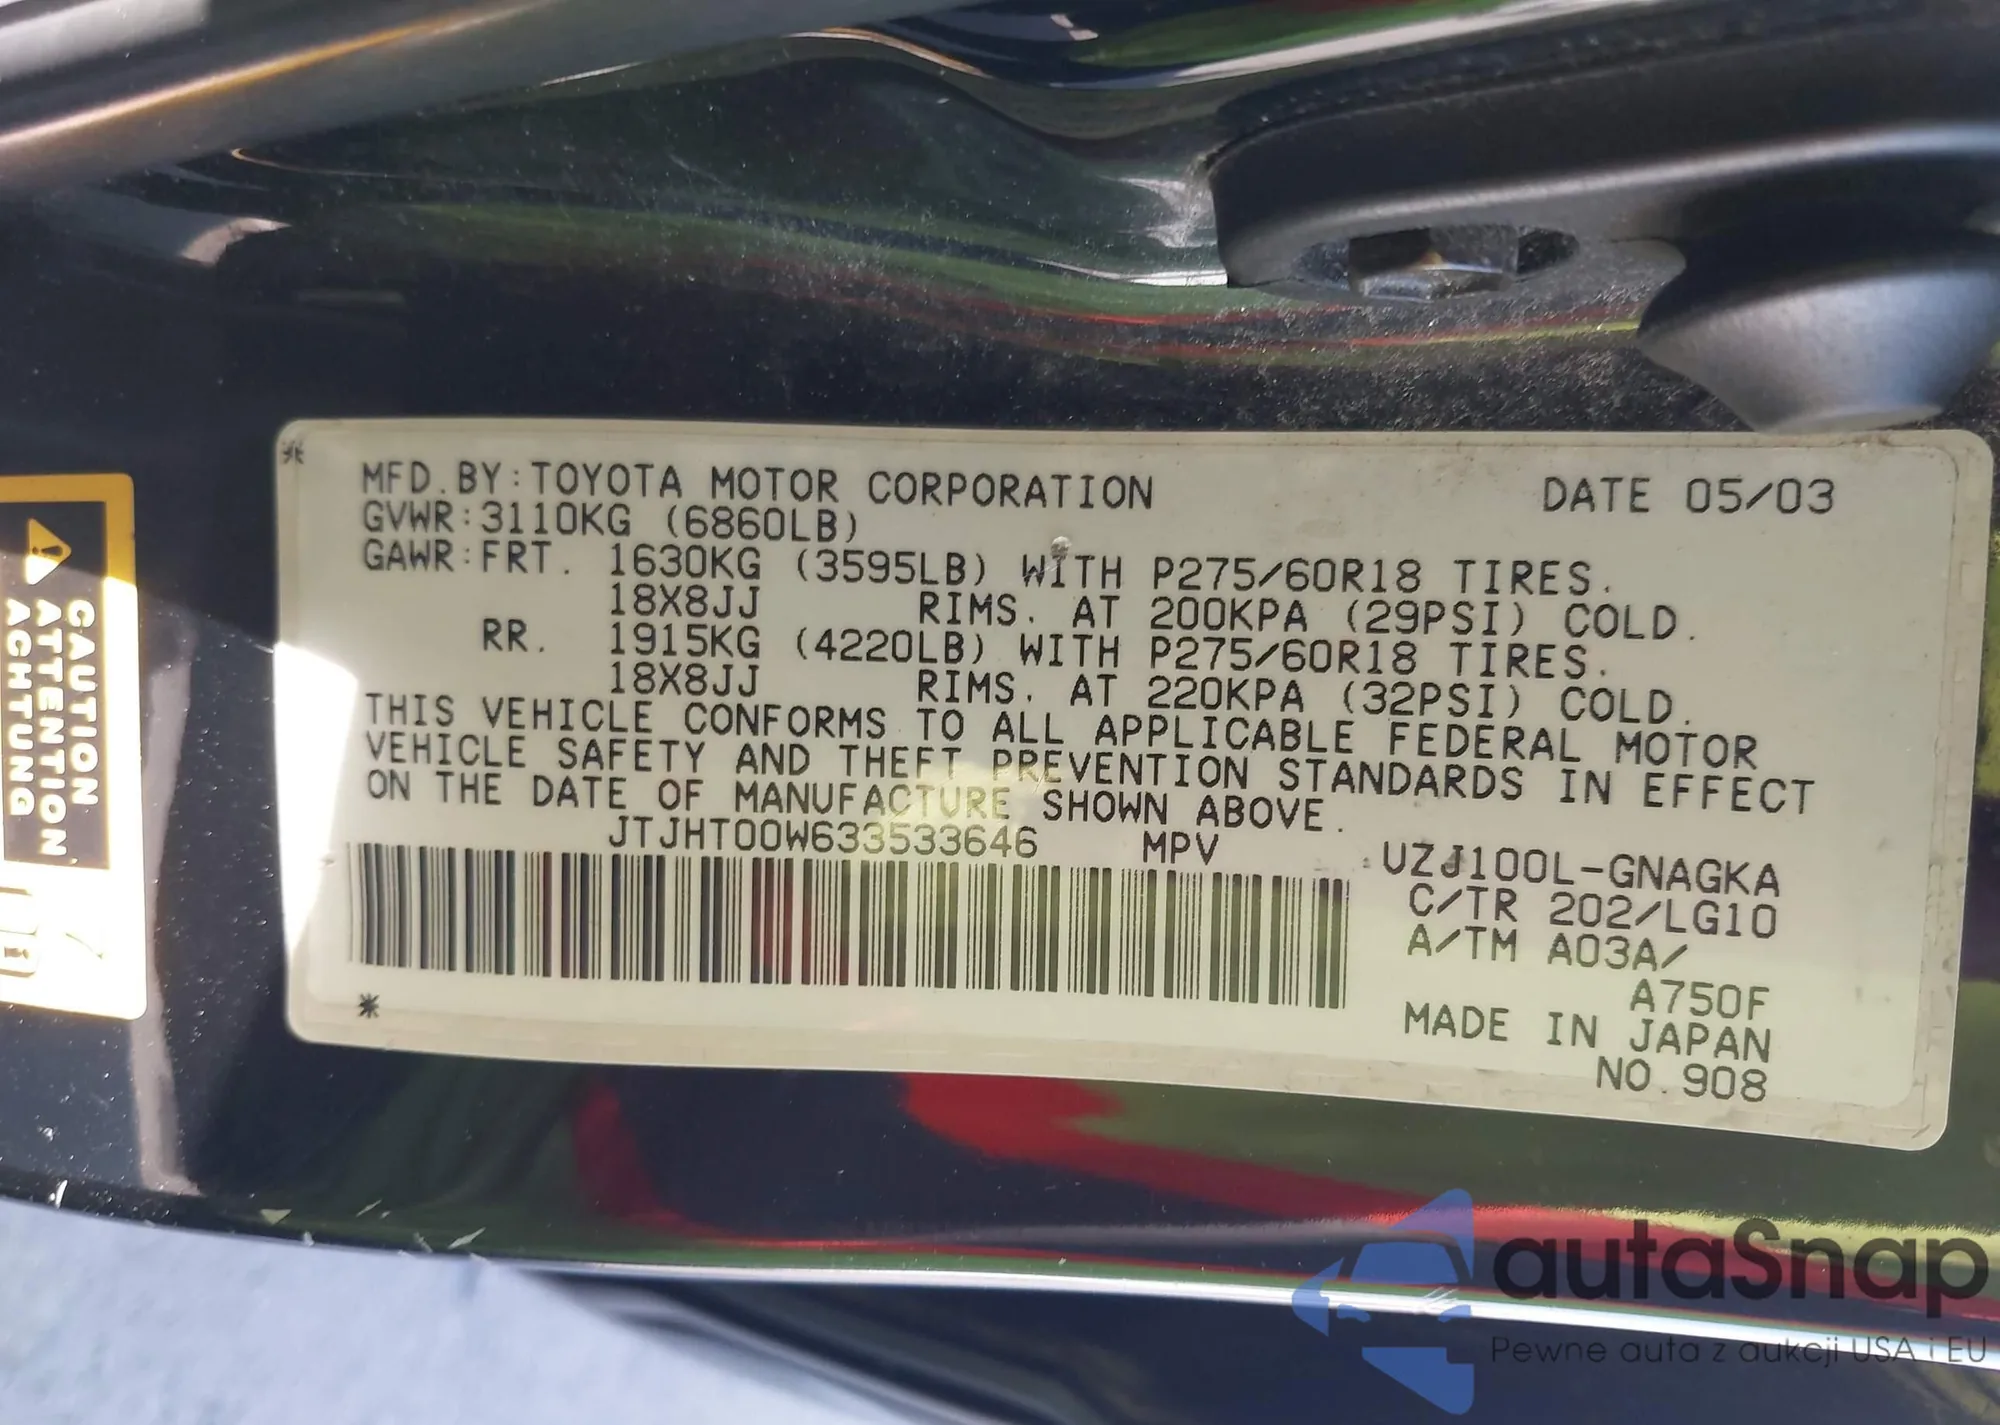 MFD. BY: TOYOTA MOTOR CORPORATION DATE 05/03
GVWR: 3110KG (6860LB)
GAWR: FRT. 1630KG (3595LB) WITH P275/60R18 TIRES.
18X8JJ RIMS. AT 200KPA (29PSI) COLD.
RR. 1915KG (4220LB) WITH P275/60R18 TIRES.
18X8JJ RIMS. AT 220KPA (32PSI) COLD.
THIS VEHICLE CONFORMS TO ALL APPLICABLE FEDERAL MOTOR
VEHICLE SAFETY AND THEFT PREVENTION STANDARDS IN EFFECT
ON THE DATE OF MANUFACTURE SHOWN ABOVE.
JTJHT00W633533646 MPV UZJ100L-GNAGKA
C/TR 202/LG10
A/TM A03A/
A750F
MADE IN JAPAN
NO. 908
CAUTION
ATTENTION
ACHTUNG
autaSnap
Pewne auta z aukcji USA i EU